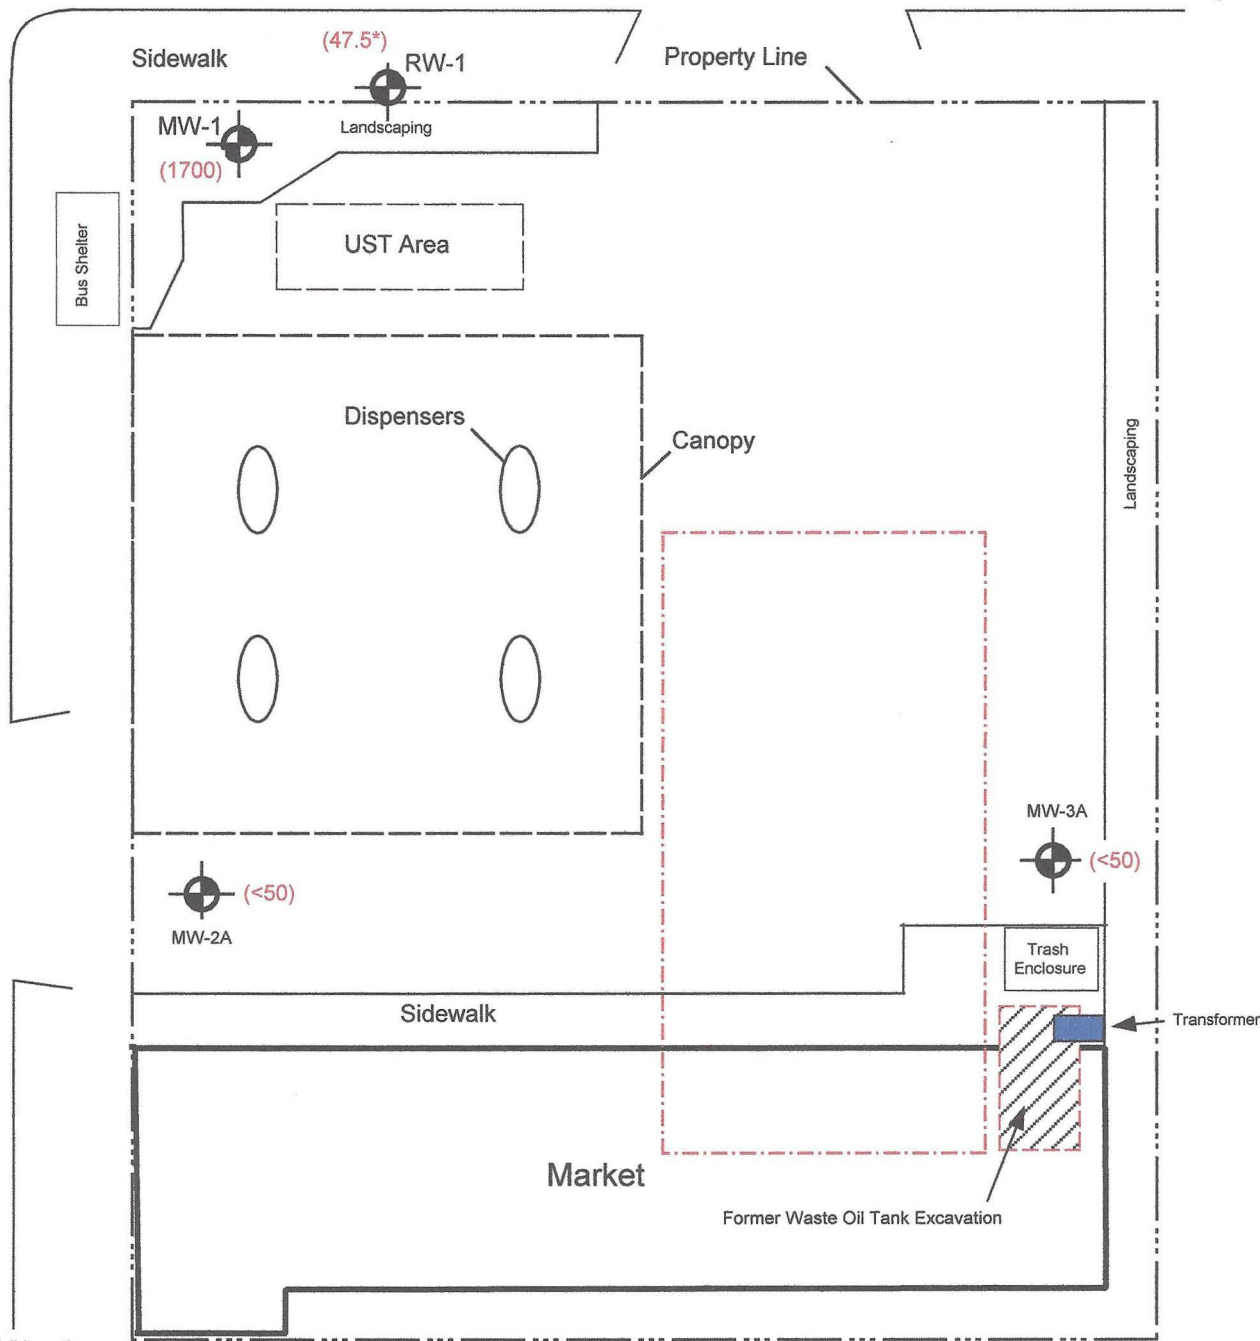 (47.5*)
Sidewalk
RW-1
Property Line
MW-1
Landscaping
(1700)
Bus Shelter
UST Area
Dispensers
Canopy
Landscaping
MW-3A
(<50)
(<50)
MW-2A
Trash
Enclosure
Sidewalk
Transformer
Market
Former Waste Oil Tank Excavation